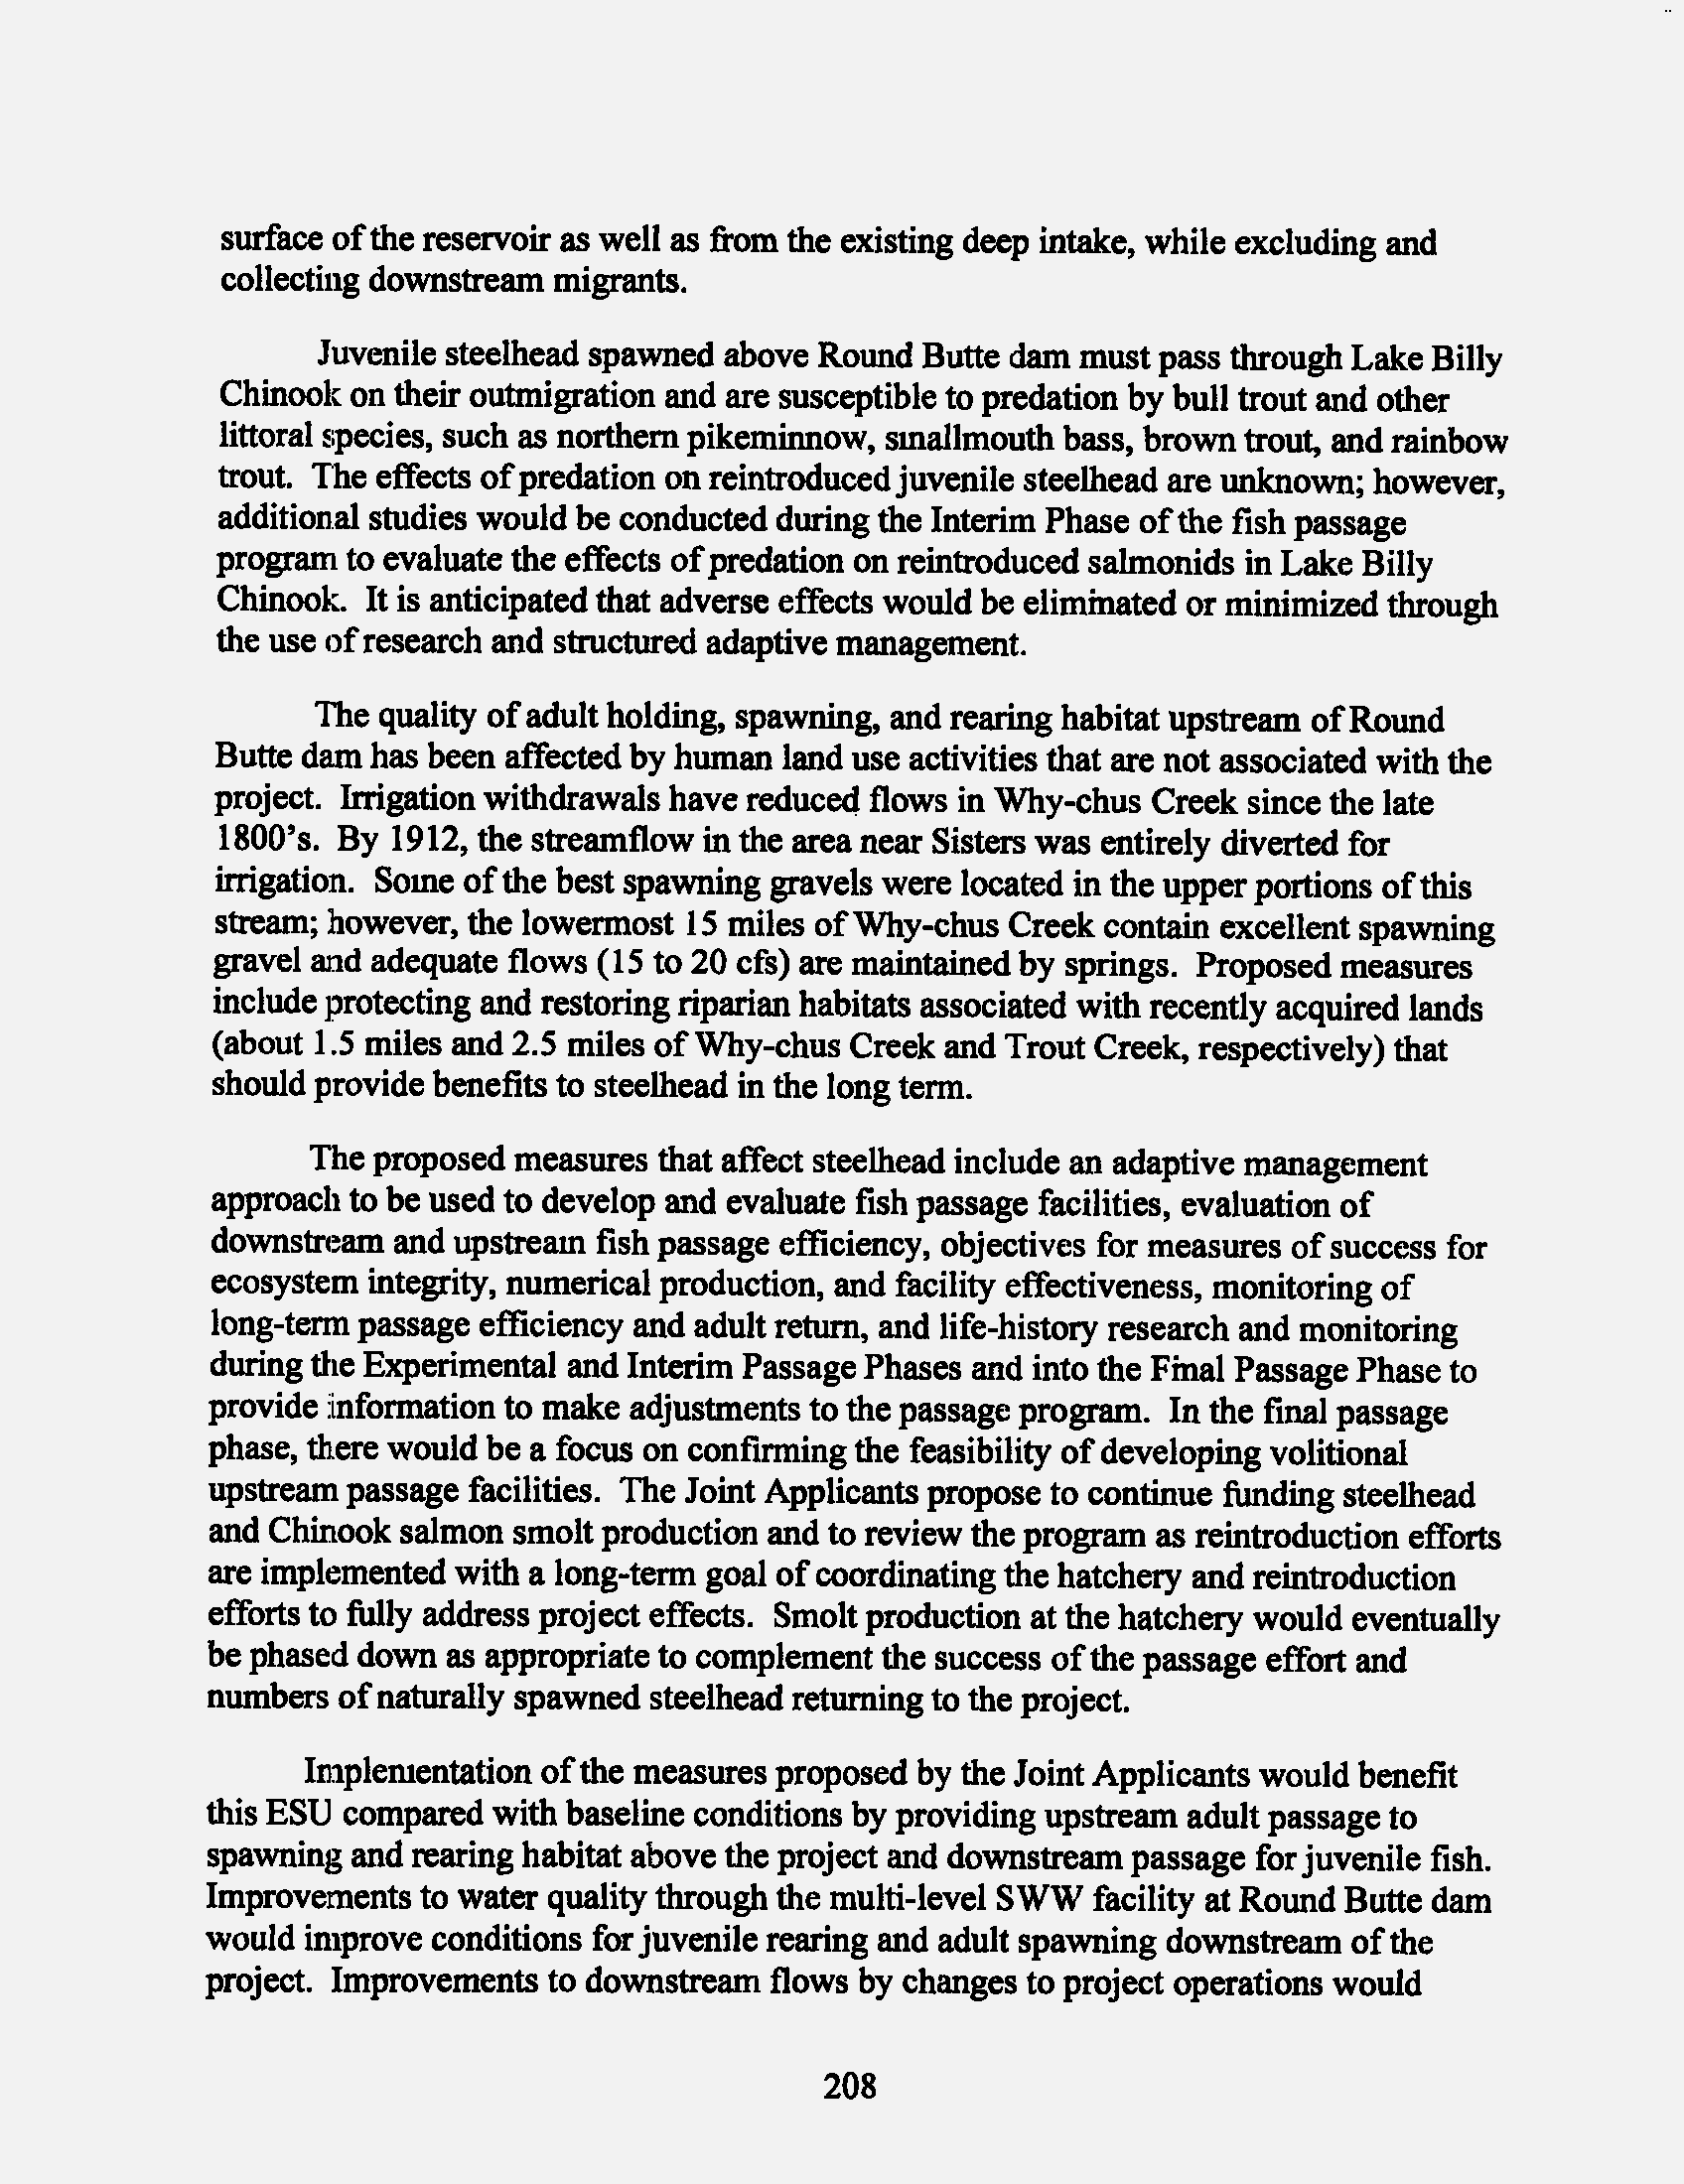 surface of the reservoir as well as from the existing deep intake, while excluding and
collecting downstream migrants.
Juvenile steelhead spawned above Round Butte dam must pass through Lake Billy
Chinook on their outmigration and are susceptible to predation by bull trout and other
littoral species, such as northern pikeminnow, smallmouth bass, brown trout, and rainbow
trout. The effects of predation on reintroduced juvenile steelhead are unknown; however,
additional studies would be conducted during the Interim Phase of the fish passage
program to evaluate the effects of predation on reintroduced salmonids in Lake Billy
Chinook. It is anticipated that adverse effects would be eliminated or minimized through
the use of research and structured adaptive management.
The quality of adult holding, spawning, and rearing habitat upstream of Round
Butte dam has been affected by human land use activities that are not associated with the
project. Irrigation withdrawals have reduced flows in Why-chus Creek since the late
1800's. By 1912, the streamflow in the area near Sisters was entirely diverted for
irrigation. Some of the best spawning gravels were located in the upper portions of this
stream; however, the lowermost 15 miles of Why-chus Creek contain excellent spawning
gravel and adequate flows (15 to 20 cfs) are maintained by springs. Proposed measures
include protecting and restoring riparian habitats associated with recently acquired lands
(about 1.5 miles and 2.5 miles of Why-chus Creek and Trout Creek, respectively) that
should provide benefits to steelhead in the long term.
The proposed measures that affect steelhead include an adaptive management
approach to be used to develop and evaluate fish passage facilities, evaluation of
downstream and upstream fish passage efficiency, objectives for measures of success for
ecosystem integrity, numerical production, and facility effectiveness, monitoring of
long-term passage efficiency and adult return, and life-history research and monitoring
during the Experimental and Interim Passage Phases and into the Final Passage Phase to
provide information to make adjustments to the passage program. In the final passage
phase, there would be a focus on confirming the feasibility of developing volitional
upstream passage facilities. The Joint Applicants propose to continue funding steelhead
and Chinook salmon smolt production and to review the program as reintroduction efforts
are implemented with a long-term goal of coordinating the hatchery and reintroduction
efforts to fully address project effects. Smolt production at the hatchery would eventually
be phased down as appropriate to complement the success of the passage effort and
numbers of naturally spawned steelhead returning to the project.
Implementation of the measures proposed by the Joint Applicants would benefit
this ESU compared with baseline conditions by providing upstream adult passage to
spawning and rearing habitat above the project and downstream passage for juvenile fish.
Improvements to water quality through the multi-level SWW facility at Round Butte dam
would improve conditions for juvenile rearing and adult spawning downstream of the
project. Improvements to downstream flows by changes to project operations would
208